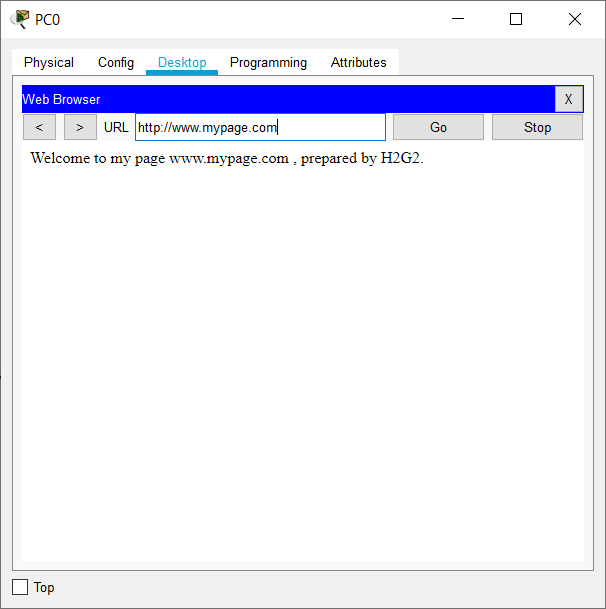 PC0
Physical Config Desktop Programming Attributes
Web Browser X
< > URL http://www.mypage.com Go Stop
Welcome to my page www.mypage.com , prepared by H2G2.
Top